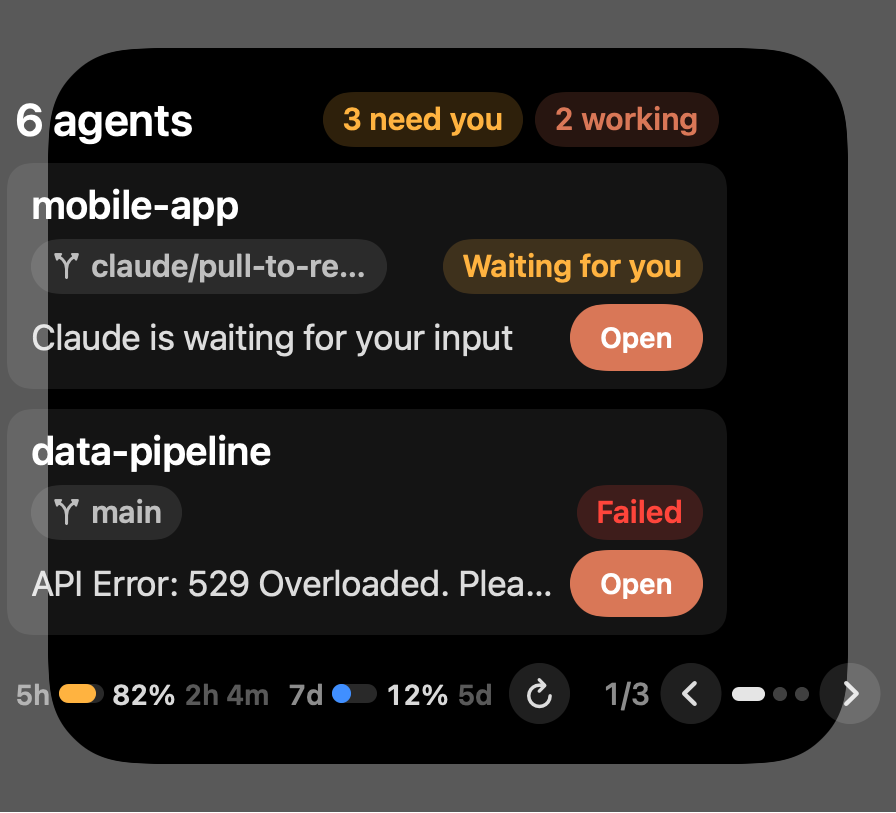 6 agents 3 need you 2 working
mobile-app
claude/pull-to-re... Waiting for you
Claude is waiting for your input Open
data-pipeline
main Failed
API Error: 529 Overloaded. Plea... Open
5h 82% 2h 4m 7d 12% 5d 1/3